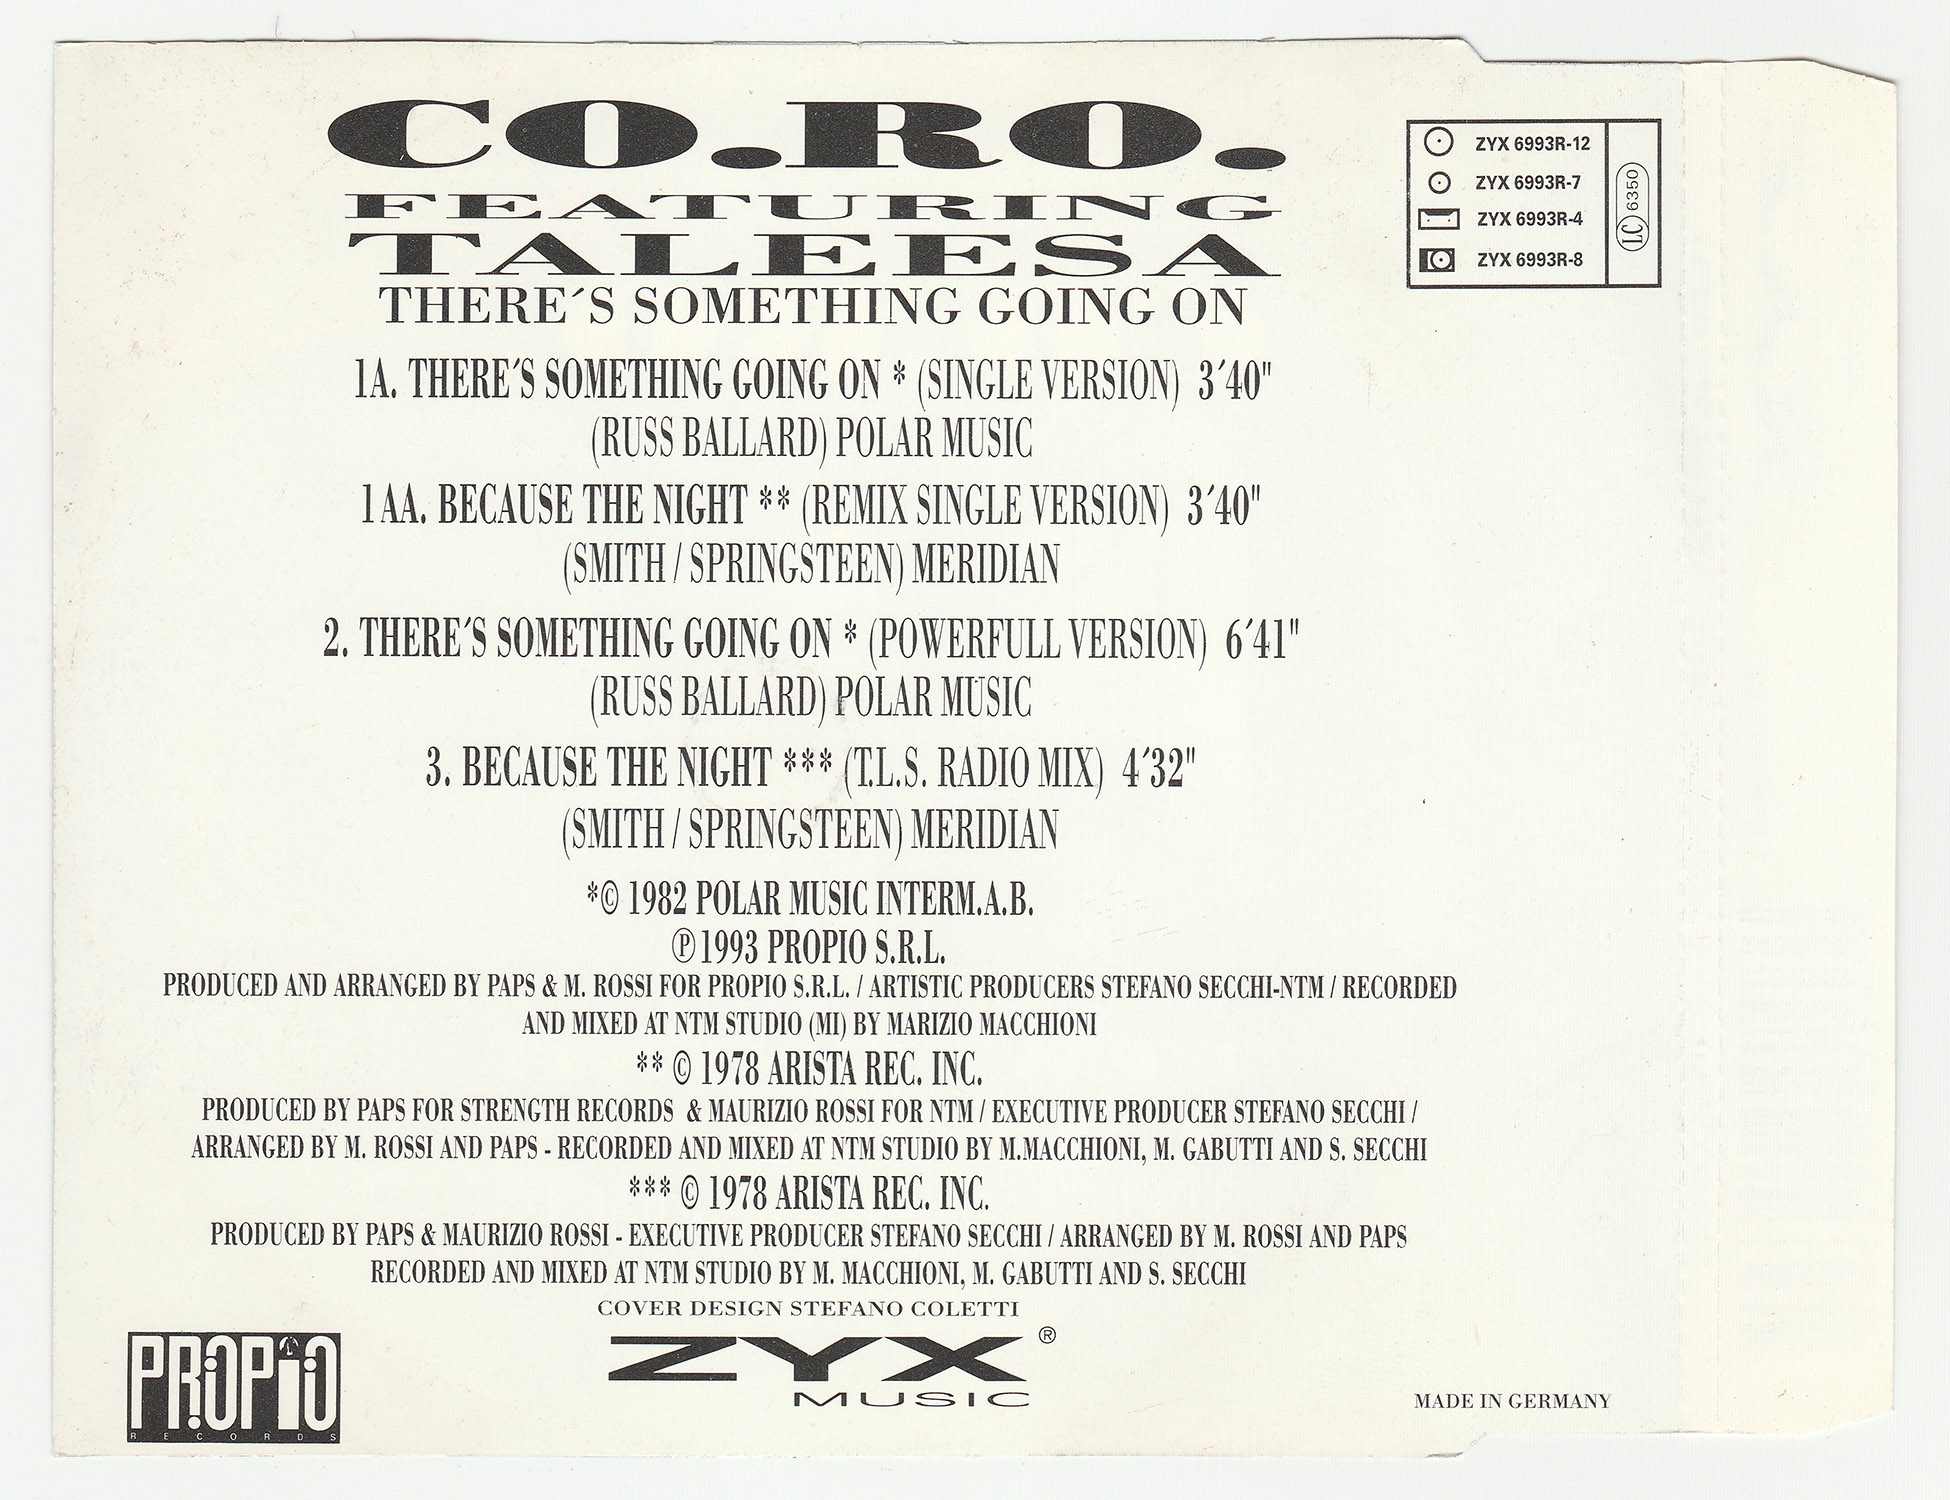 CO.RO.
FEATURING
TALEESA
THERE´S SOMETHING GOING ON
ZYX 6993R-12
ZYX 6993R-7
ZYX 6993R-4
ZYX 6993R-8
LC 6350
1A. THERE´S SOMETHING GOING ON * (SINGLE VERSION) 3´40"
(RUSS BALLARD) POLAR MUSIC
1AA. BECAUSE THE NIGHT ** (REMIX SINGLE VERSION) 3´40"
(SMITH / SPRINGSTEEN) MERIDIAN
2. THERE´S SOMETHING GOING ON * (POWERFULL VERSION) 6´41"
(RUSS BALLARD) POLAR MUSIC
3. BECAUSE THE NIGHT *** (T.L.S. RADIO MIX) 4´32"
(SMITH / SPRINGSTEEN) MERIDIAN
*© 1982 POLAR MUSIC INTERM.A.B.
℗1993 PROPIO S.R.L.
PRODUCED AND ARRANGED BY PAPS & M. ROSSI FOR PROPIO S.R.L. / ARTISTIC PRODUCERS STEFANO SECCHI-NTM / RECORDED
AND MIXED AT NTM STUDIO (MI) BY MARIZIO MACCHIONI
** © 1978 ARISTA REC. INC.
PRODUCED BY PAPS FOR STRENGTH RECORDS & MAURIZIO ROSSI FOR NTM / EXECUTIVE PRODUCER STEFANO SECCHI /
ARRANGED BY M. ROSSI AND PAPS - RECORDED AND MIXED AT NTM STUDIO BY M.MACCHIONI, M. GABUTTI AND S. SECCHI
*** © 1978 ARISTA REC. INC.
PRODUCED BY PAPS & MAURIZIO ROSSI - EXECUTIVE PRODUCER STEFANO SECCHI / ARRANGED BY M. ROSSI AND PAPS
RECORDED AND MIXED AT NTM STUDIO BY M. MACCHIONI, M. GABUTTI AND S. SECCHI
COVER DESIGN STEFANO COLETTI
PROPIO
RECORDS
ZYX ®
MUSIC
MADE IN GERMANY